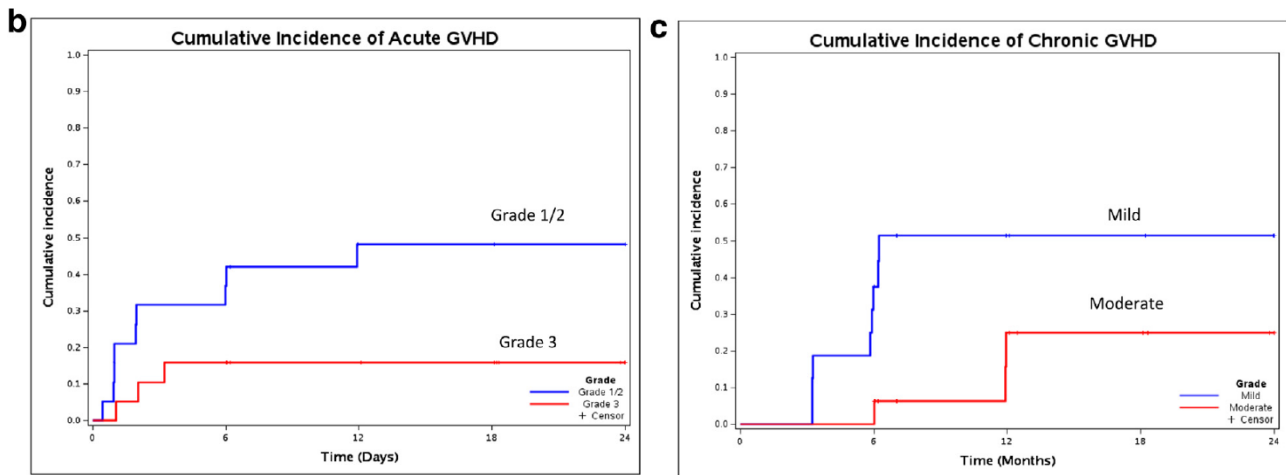 b
Cumulative Incidence of Acute GVHD
Cumulative incidence
1.0
0.9
0.8
0.7
0.6
0.5
0.4
0.3
0.2
0.1
0.0
Grade 1/2
Grade 3
Grade
Grade 1/2
Grade 3
+ Censor
0 6 12 18 24
Time (Days)
c
Cumulative Incidence of Chronic GVHD
Cumulative incidence
1.0
0.9
0.8
0.7
0.6
0.5
0.4
0.3
0.2
0.1
0.0
Mild
Moderate
Grade
Mild
Moderate
+ Censor
0 6 12 18 24
Time (Months)